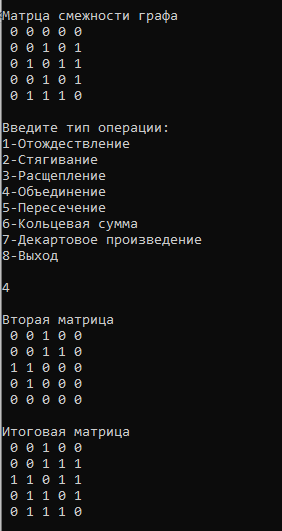 Матрца смежности графа
0 0 0 0 0
0 0 1 0 1
0 1 0 1 1
0 0 1 0 1
0 1 1 1 0
Введите тип операции:
1-Отождествление
2-Стягивание
3-Расщепление
4-Объединение
5-Пересечение
6-Кольцевая сумма
7-Декартовое произведение
8-Выход
4
Вторая матрица
0 0 1 0 0
0 0 1 1 0
1 1 0 0 0
0 1 0 0 0
0 0 0 0 0
Итоговая матрица
0 0 1 0 0
0 0 1 1 1
1 1 0 1 1
0 1 1 0 1
0 1 1 1 0